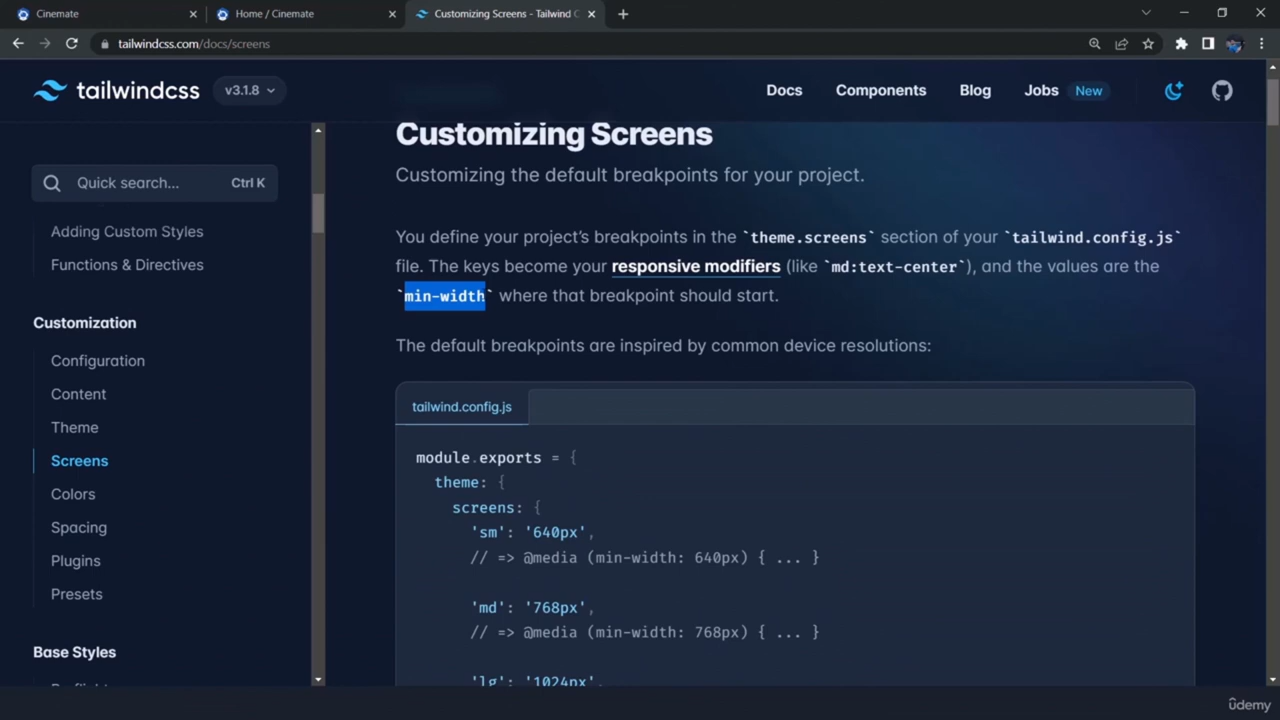 Cinemate
Home / Cinemate
Customizing Screens - Tailwind C
tailwindcss.com/docs/screens
tailwindcss
v3.1.8
Docs
Components
Blog
Jobs
New
Quick search...
Ctrl K
Adding Custom Styles
Functions & Directives
Customization
Configuration
Content
Theme
Screens
Colors
Spacing
Plugins
Presets
Base Styles
Customizing Screens
Customizing the default breakpoints for your project.
You define your project’s breakpoints in the `theme.screens` section of your `tailwind.config.js`
file. The keys become your responsive modifiers (like `md:text-center`), and the values are the
`min-width` where that breakpoint should start.
The default breakpoints are inspired by common device resolutions:
tailwind.config.js
module.exports = {
theme: {
screens: {
'sm': '640px',
// => @media (min-width: 640px) { ... }
'md': '768px',
// => @media (min-width: 768px) { ... }
'lg': '1024px',
ûdemy